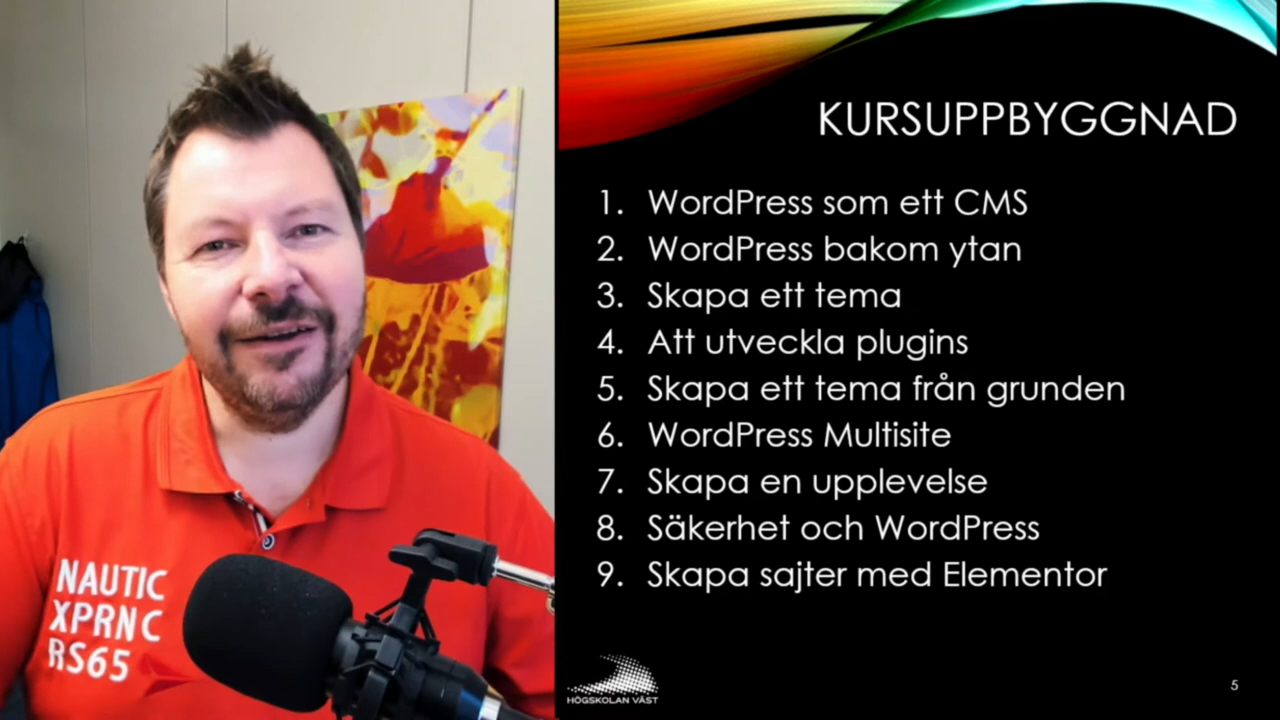 KURSUPPBYGGNAD
1. WordPress som ett CMS
2. WordPress bakom ytan
3. Skapa ett tema
4. Att utveckla plugins
5. Skapa ett tema från grunden
6. WordPress Multisite
7. Skapa en upplevelse
8. Säkerhet och WordPress
9. Skapa sajter med Elementor
NAUTIC
XPRNC
RS65
HÖGSKOLAN VÄST
5